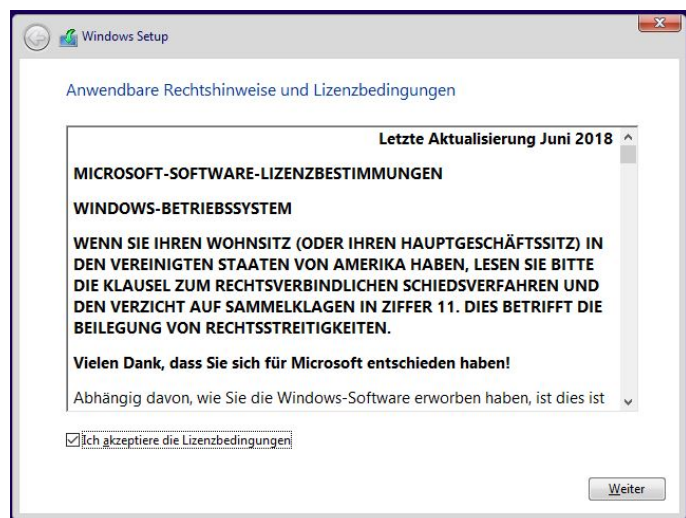 Windows Setup
Anwendbare Rechtshinweise und Lizenzbedingungen
Letzte Aktualisierung Juni 2018
MICROSOFT-SOFTWARE-LIZENZBESTIMMUNGEN
WINDOWS-BETRIEBSSYSTEM
WENN SIE IHREN WOHNSITZ (ODER IHREN HAUPTGESCHÄFTSSITZ) IN
DEN VEREINIGTEN STAATEN VON AMERIKA HABEN, LESEN SIE BITTE
DIE KLAUSEL ZUM RECHTSVERBINDLICHEN SCHIEDSVERFAHREN UND
DEN VERZICHT AUF SAMMELKLAGEN IN ZIFFER 11. DIES BETRIFFT DIE
BEILEGUNG VON RECHTSSTREITIGKEITEN.
Vielen Dank, dass Sie sich für Microsoft entschieden haben!
Abhängig davon, wie Sie die Windows-Software erworben haben, ist dies ist
Ich akzeptiere die Lizenzbedingungen
Weiter